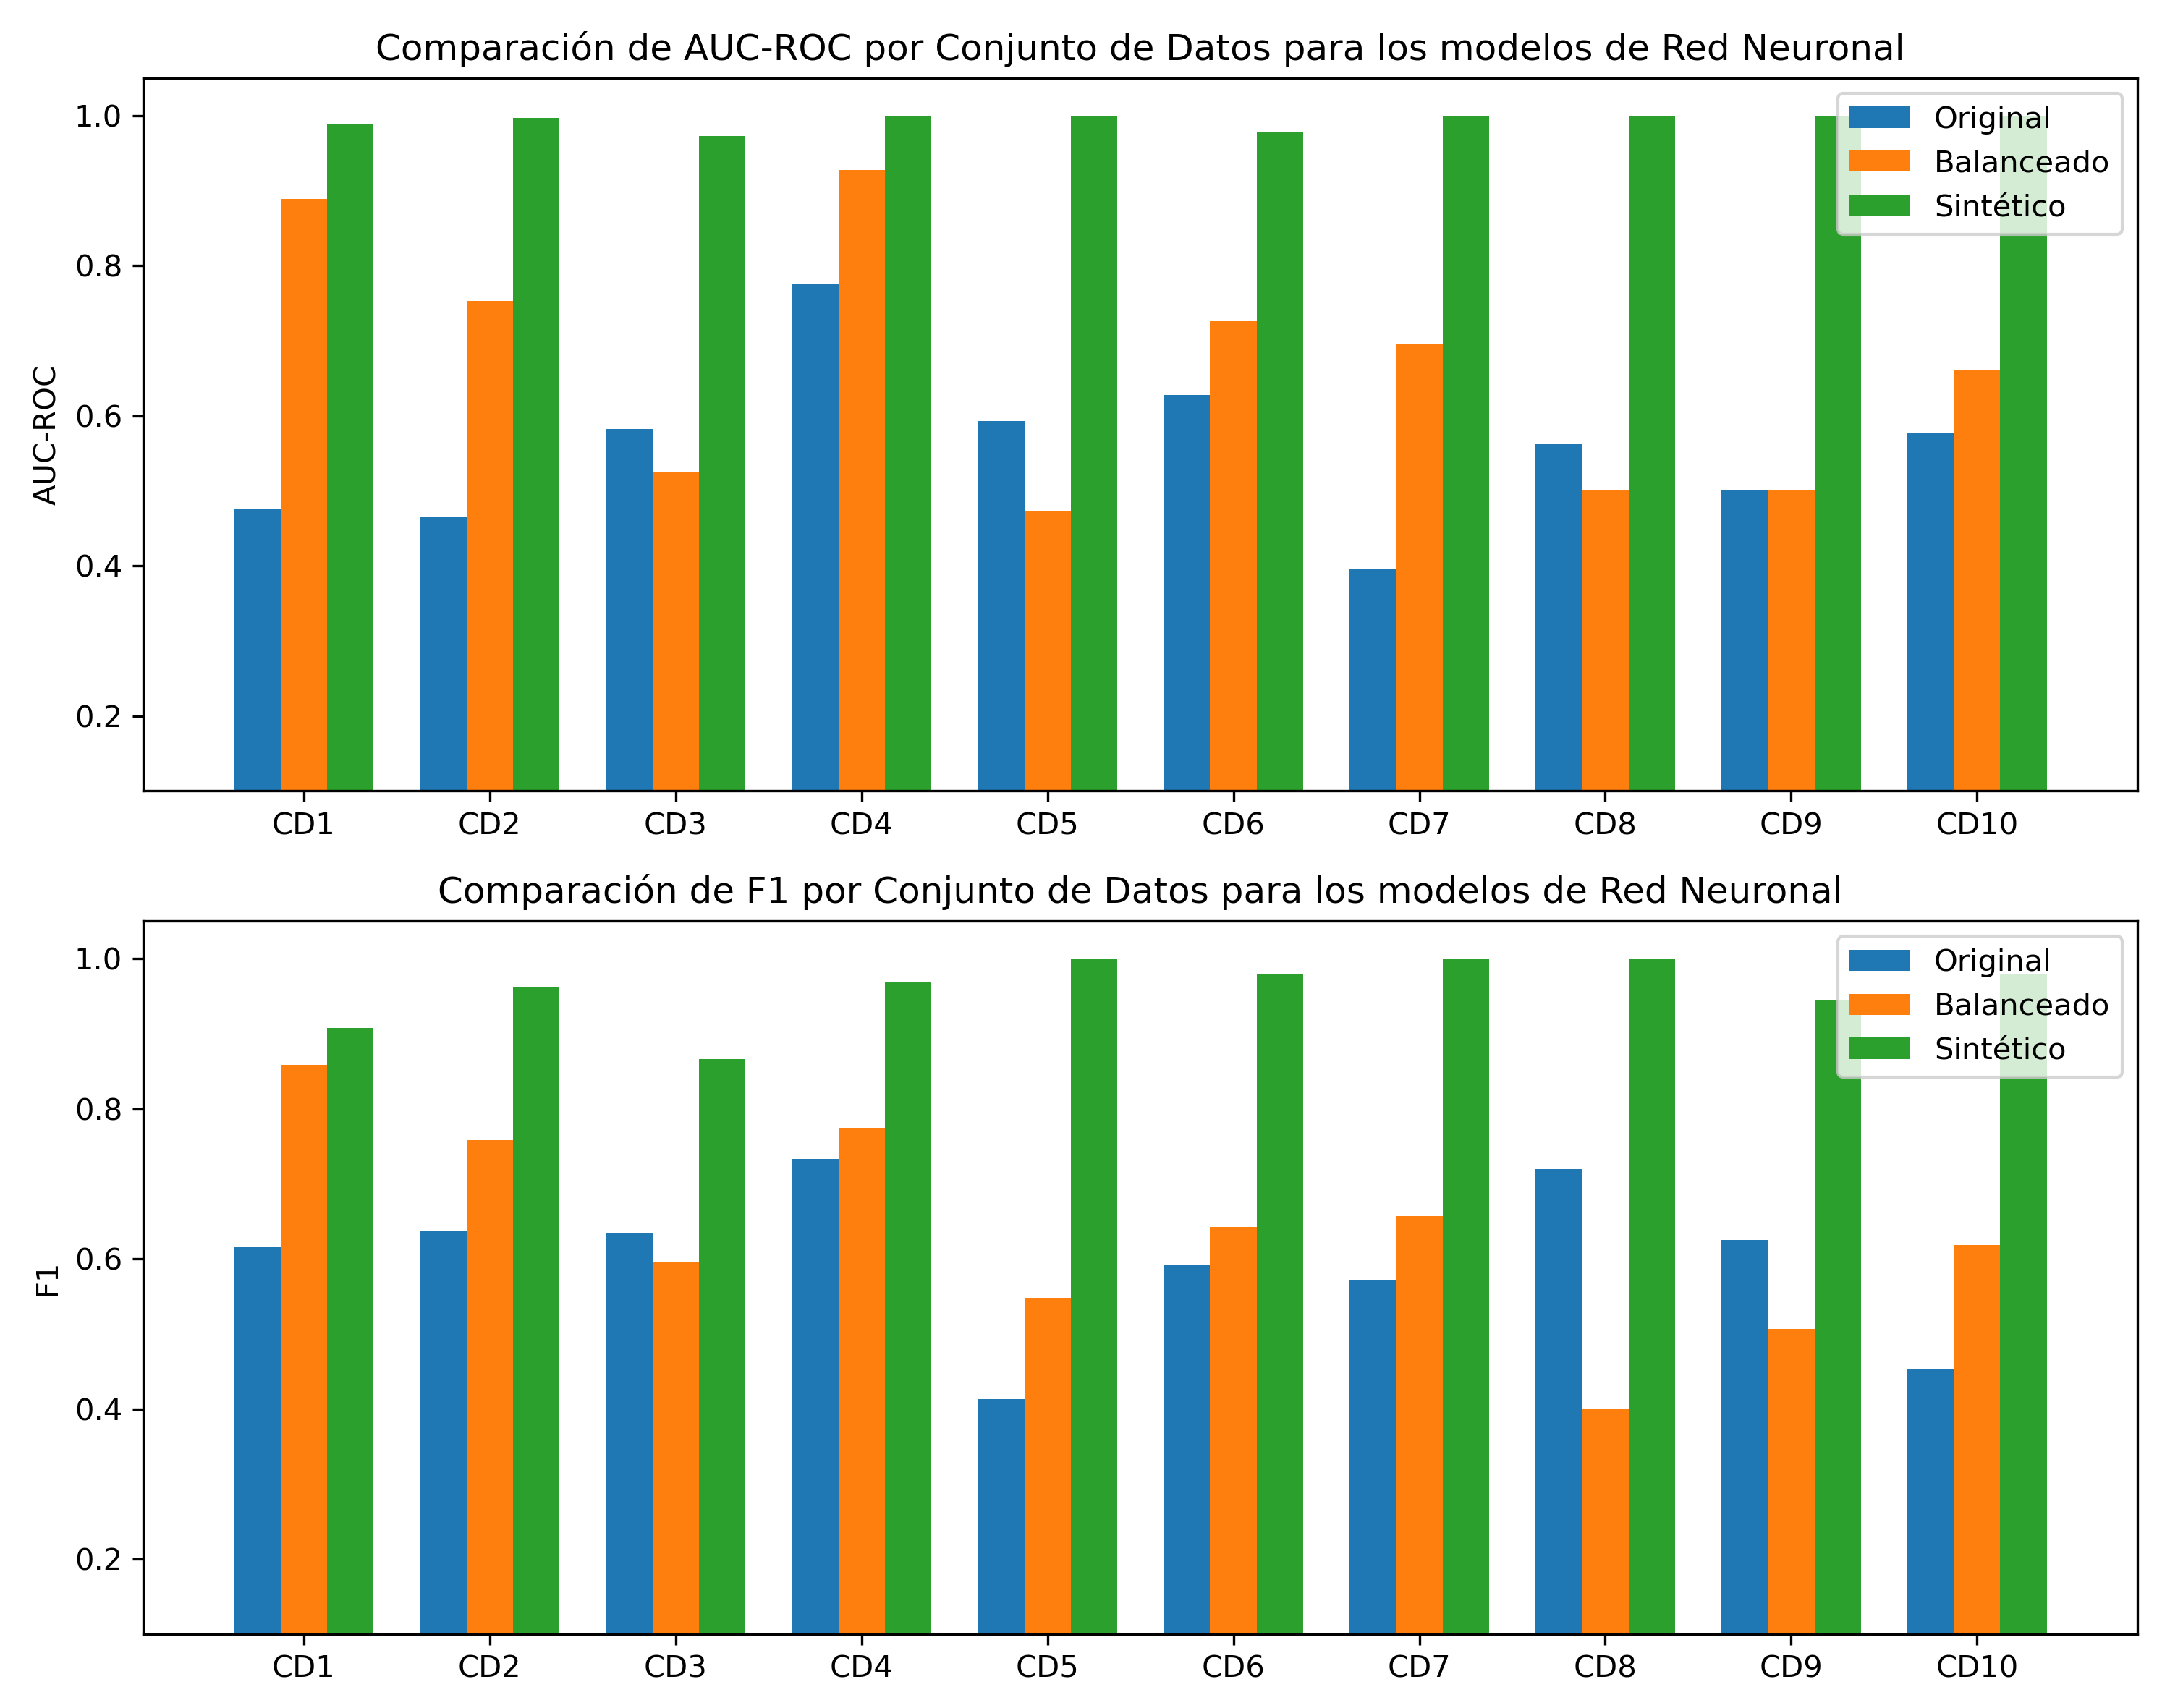 Comparación de AUC-ROC por Conjunto de Datos para los modelos de Red Neuronal
AUC-ROC
1.0
0.8
0.6
0.4
0.2
Original
Balanceado
Sintético
CD1 CD2 CD3 CD4 CD5 CD6 CD7 CD8 CD9 CD10
Comparación de F1 por Conjunto de Datos para los modelos de Red Neuronal
F1
1.0
0.8
0.6
0.4
0.2
Original
Balanceado
Sintético
CD1 CD2 CD3 CD4 CD5 CD6 CD7 CD8 CD9 CD10